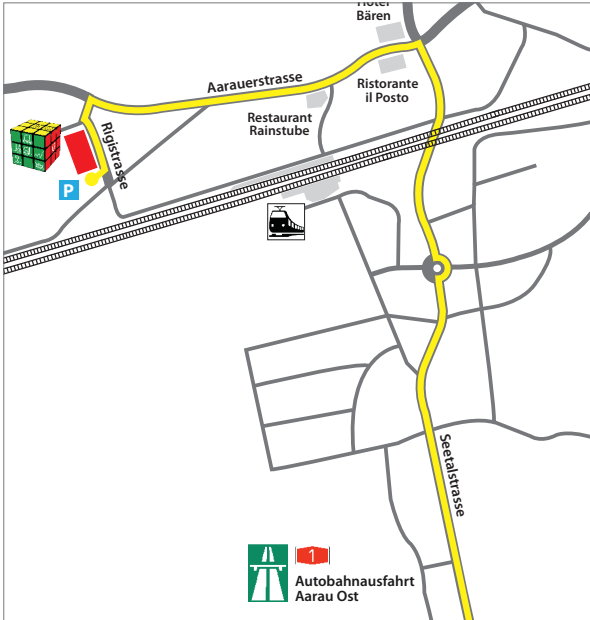 Hotel
Bären
Aarauerstrasse
Ristorante
il Posto
Restaurant
Rainstube
Rigistrasse
P
Seetalstrasse
1
Autobahnausfahrt
Aarau Ost